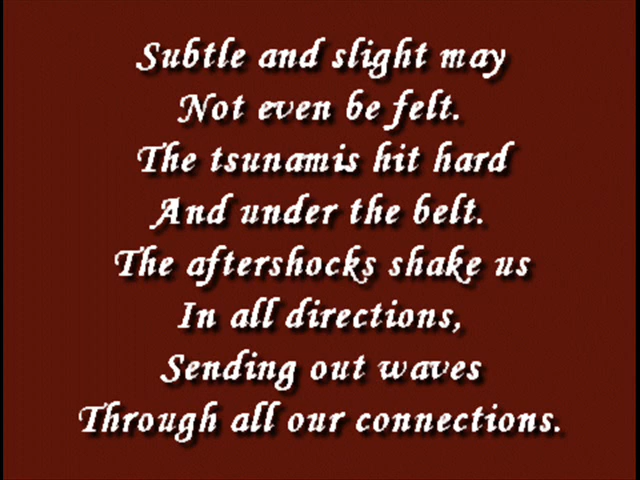 Subtle and slight may
Not even be felt.
The tsunamis hit hard
And under the belt.
The aftershocks shake us
In all directions,
Sending out waves
Through all our connections.